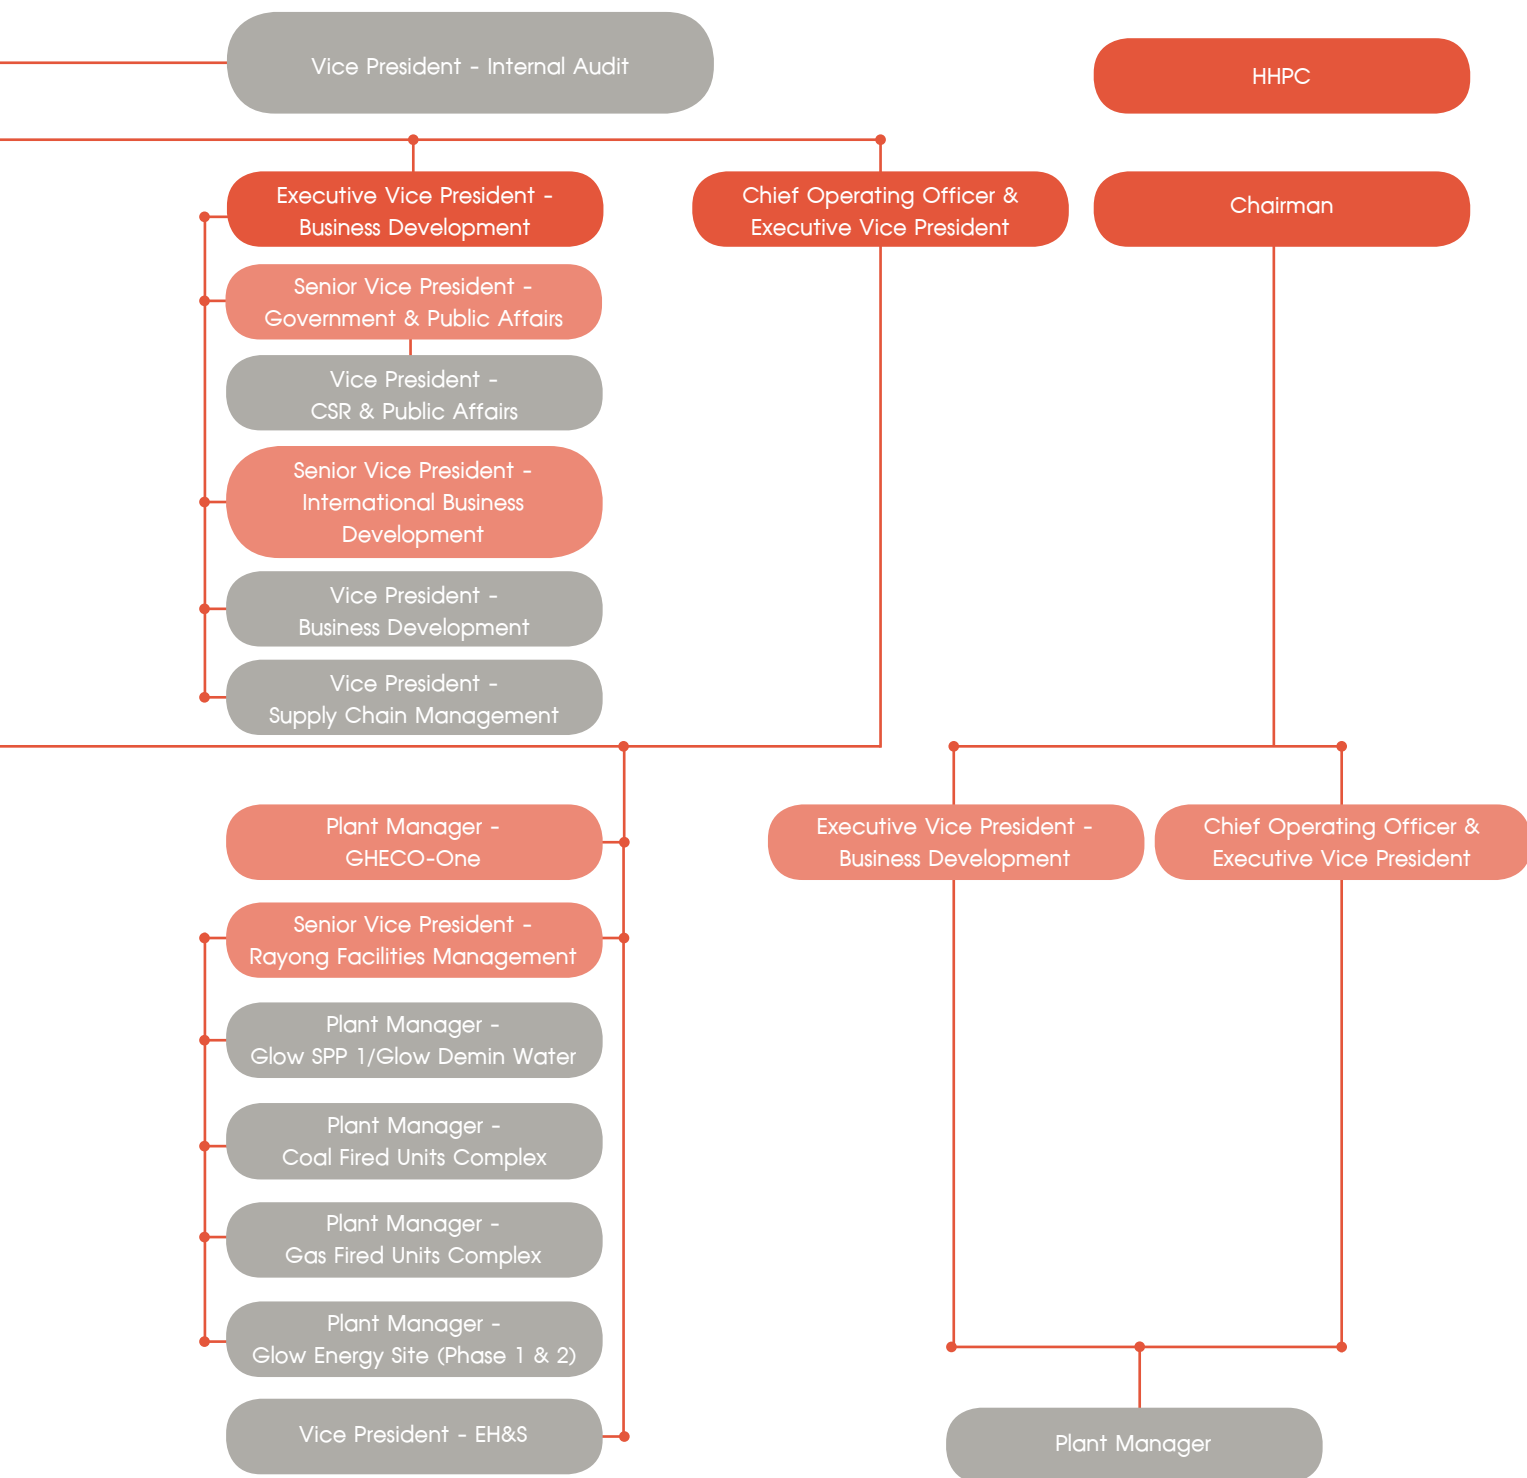 Vice President - Internal Audit
HHPC
Executive Vice President -
Business Development
Chief Operating Officer &
Executive Vice President
Chairman
Senior Vice President -
Government & Public Affairs
Vice President -
CSR & Public Affairs
Senior Vice President -
International Business
Development
Vice President -
Business Development
Vice President -
Supply Chain Management
Plant Manager -
GHECO-One
Senior Vice President -
Rayong Facilities Management
Plant Manager -
Glow SPP 1/Glow Demin Water
Plant Manager -
Coal Fired Units Complex
Plant Manager -
Gas Fired Units Complex
Plant Manager -
Glow Energy Site (Phase 1 & 2)
Vice President - EH&S
Executive Vice President -
Business Development
Chief Operating Officer &
Executive Vice President
Plant Manager